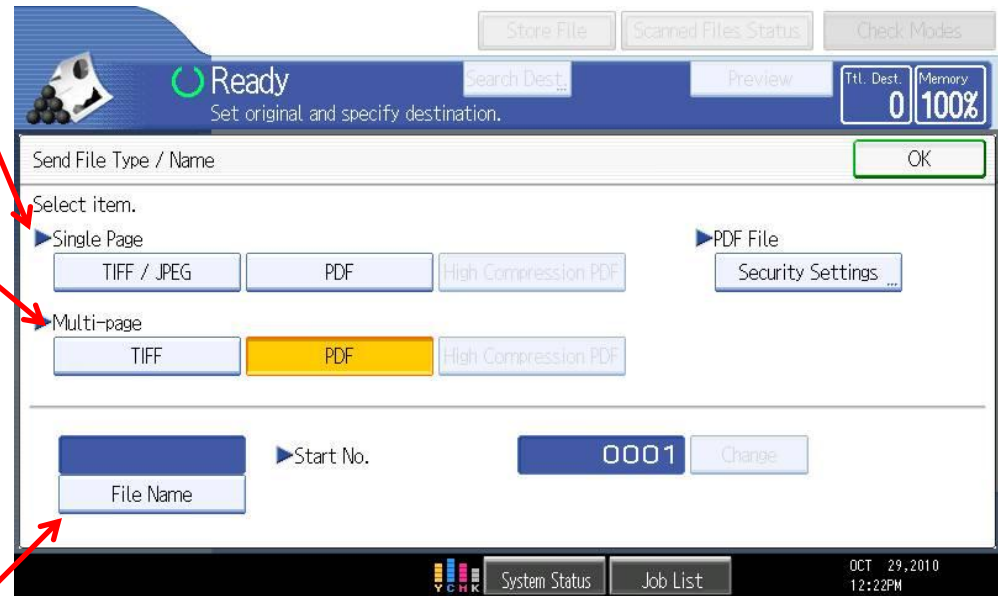 Store File Scanned Files Status Check Modes
Ready Search Dest. Preview Ttl. Dest. Memory
Set original and specify destination. 0 100%
Send File Type / Name OK
Select item.
►Single Page ►PDF File
TIFF / JPEG PDF High Compression PDF Security Settings ...
►Multi-page
TIFF PDF High Compression PDF
►Start No. 0001 Change
File Name
Y C M K System Status Job List OCT 29,2010
12:22PM